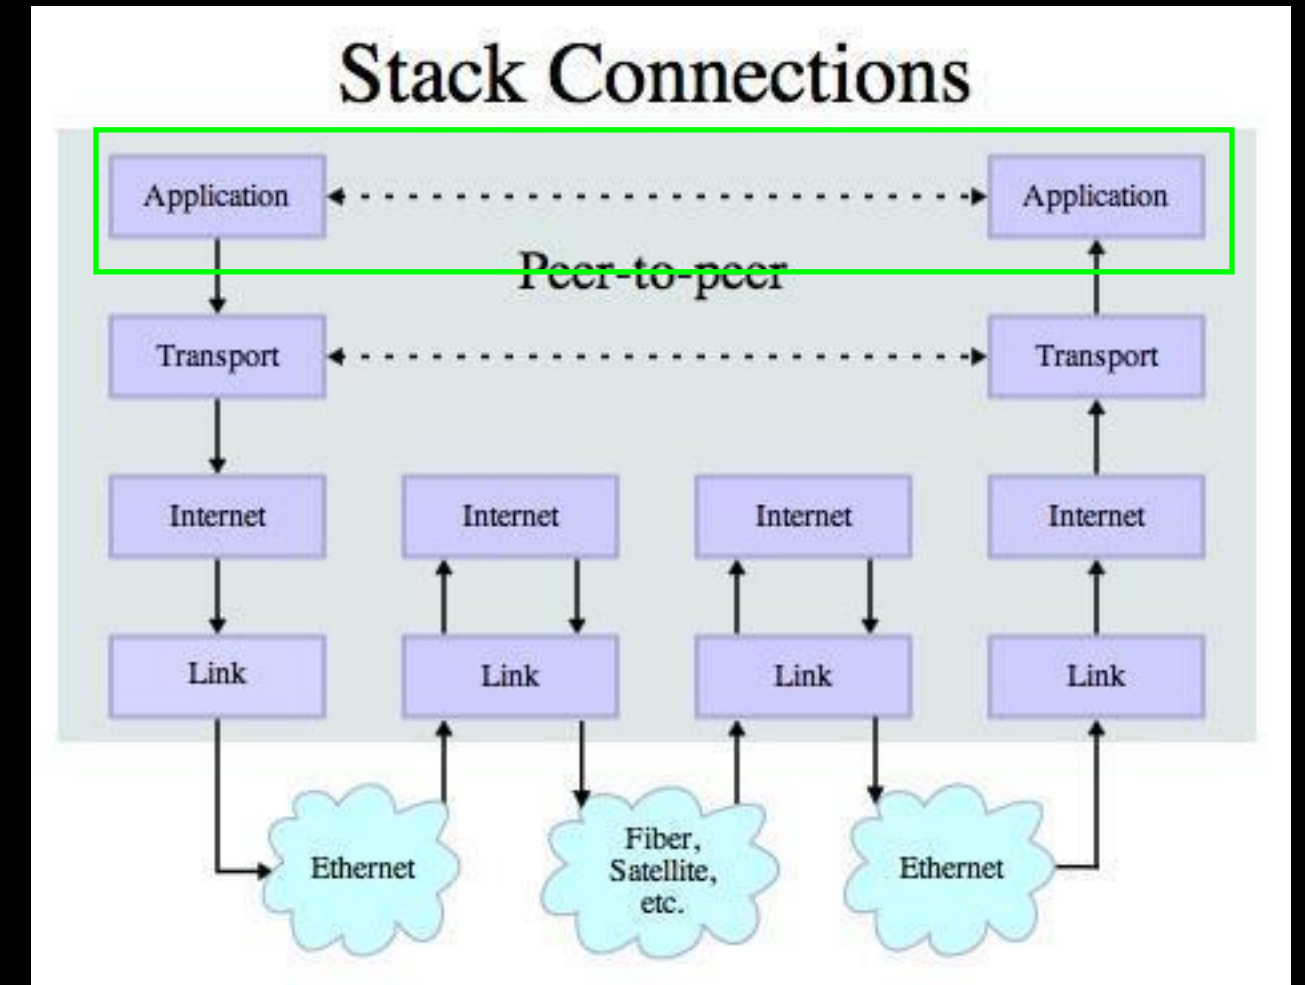 Stack Connections
Application
Application
Peer-to-peer
Transport
Transport
Internet
Internet
Internet
Internet
Link
Link
Link
Link
Ethernet
Fiber,
Satellite,
etc.
Ethernet